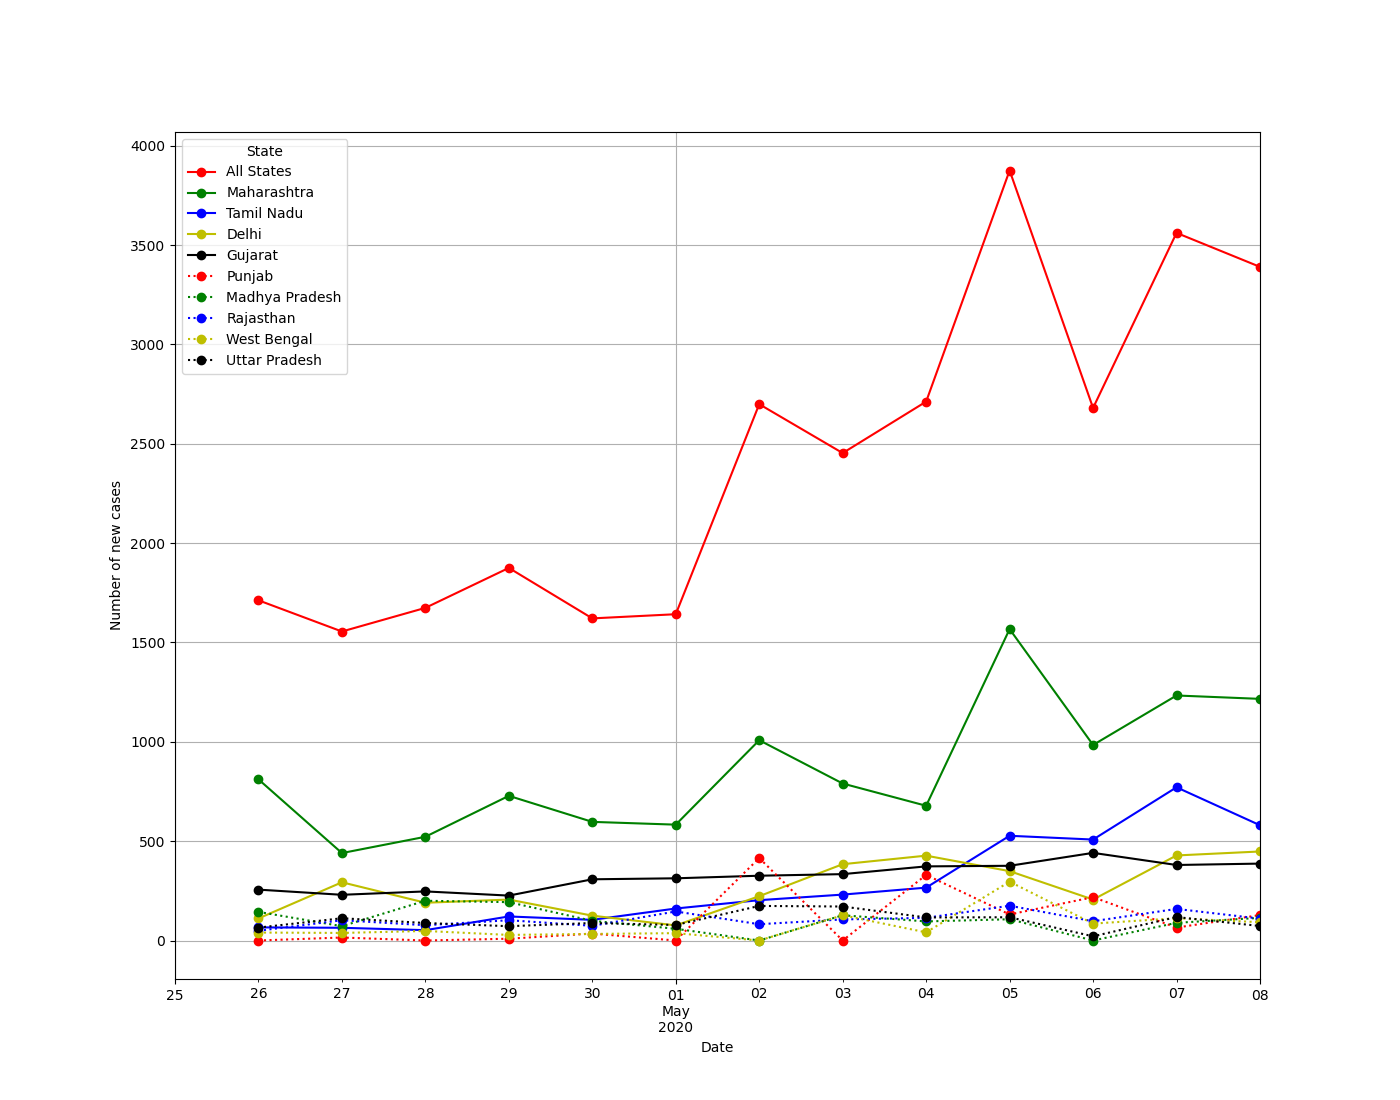 State
All States
Maharashtra
Tamil Nadu
Delhi
Gujarat
Punjab
Madhya Pradesh
Rajasthan
West Bengal
Uttar Pradesh
4000
3500
3000
2500
2000
1500
1000
500
0
Number of new cases
25 26 27 28 29 30 01 02 03 04 05 06 07 08
May
2020
Date